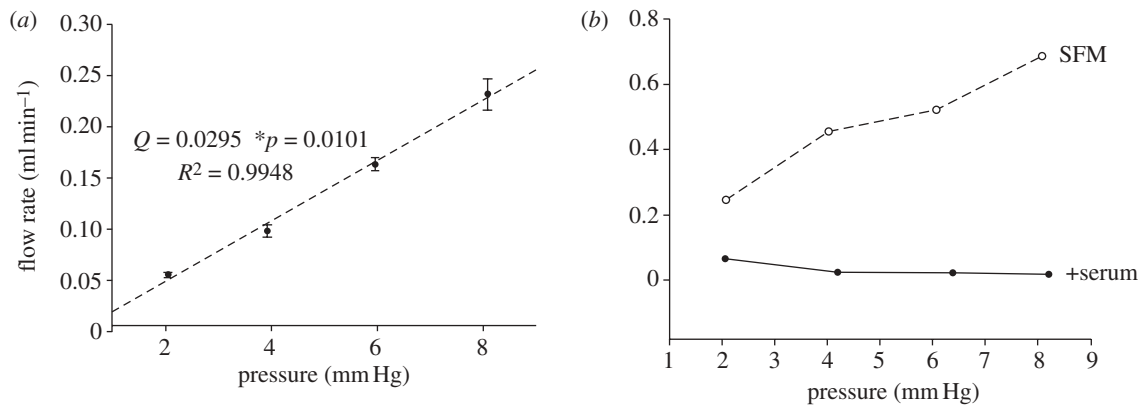 (a)
0.30
0.25
0.20
0.15
0.10
0.05
0
flow rate (ml min⁻¹)
Q = 0.0295 *p = 0.0101
R² = 0.9948
2 4 6 8
pressure (mm Hg)
(b)
0.8
0.6
0.4
0.2
0
SFM
+serum
1 2 3 4 5 6 7 8 9
pressure (mm Hg)